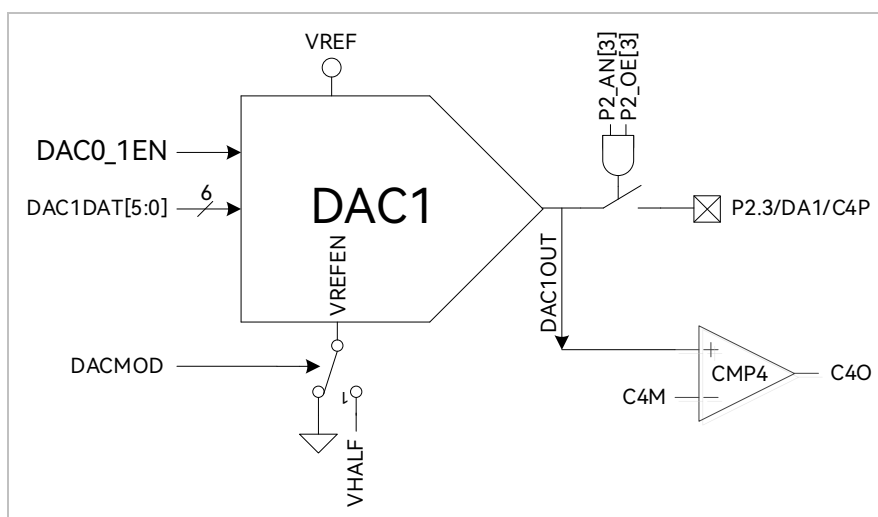 VREF
P2_AN[3]
P2_OE[3]
DAC0_1EN
6
DAC1DAT[5:0]
DAC1
P2.3/DA1/C4P
VREFEN
DAC1OUT
DACMOD
+
CMP4
C4O
C4M
−
1
VHALF